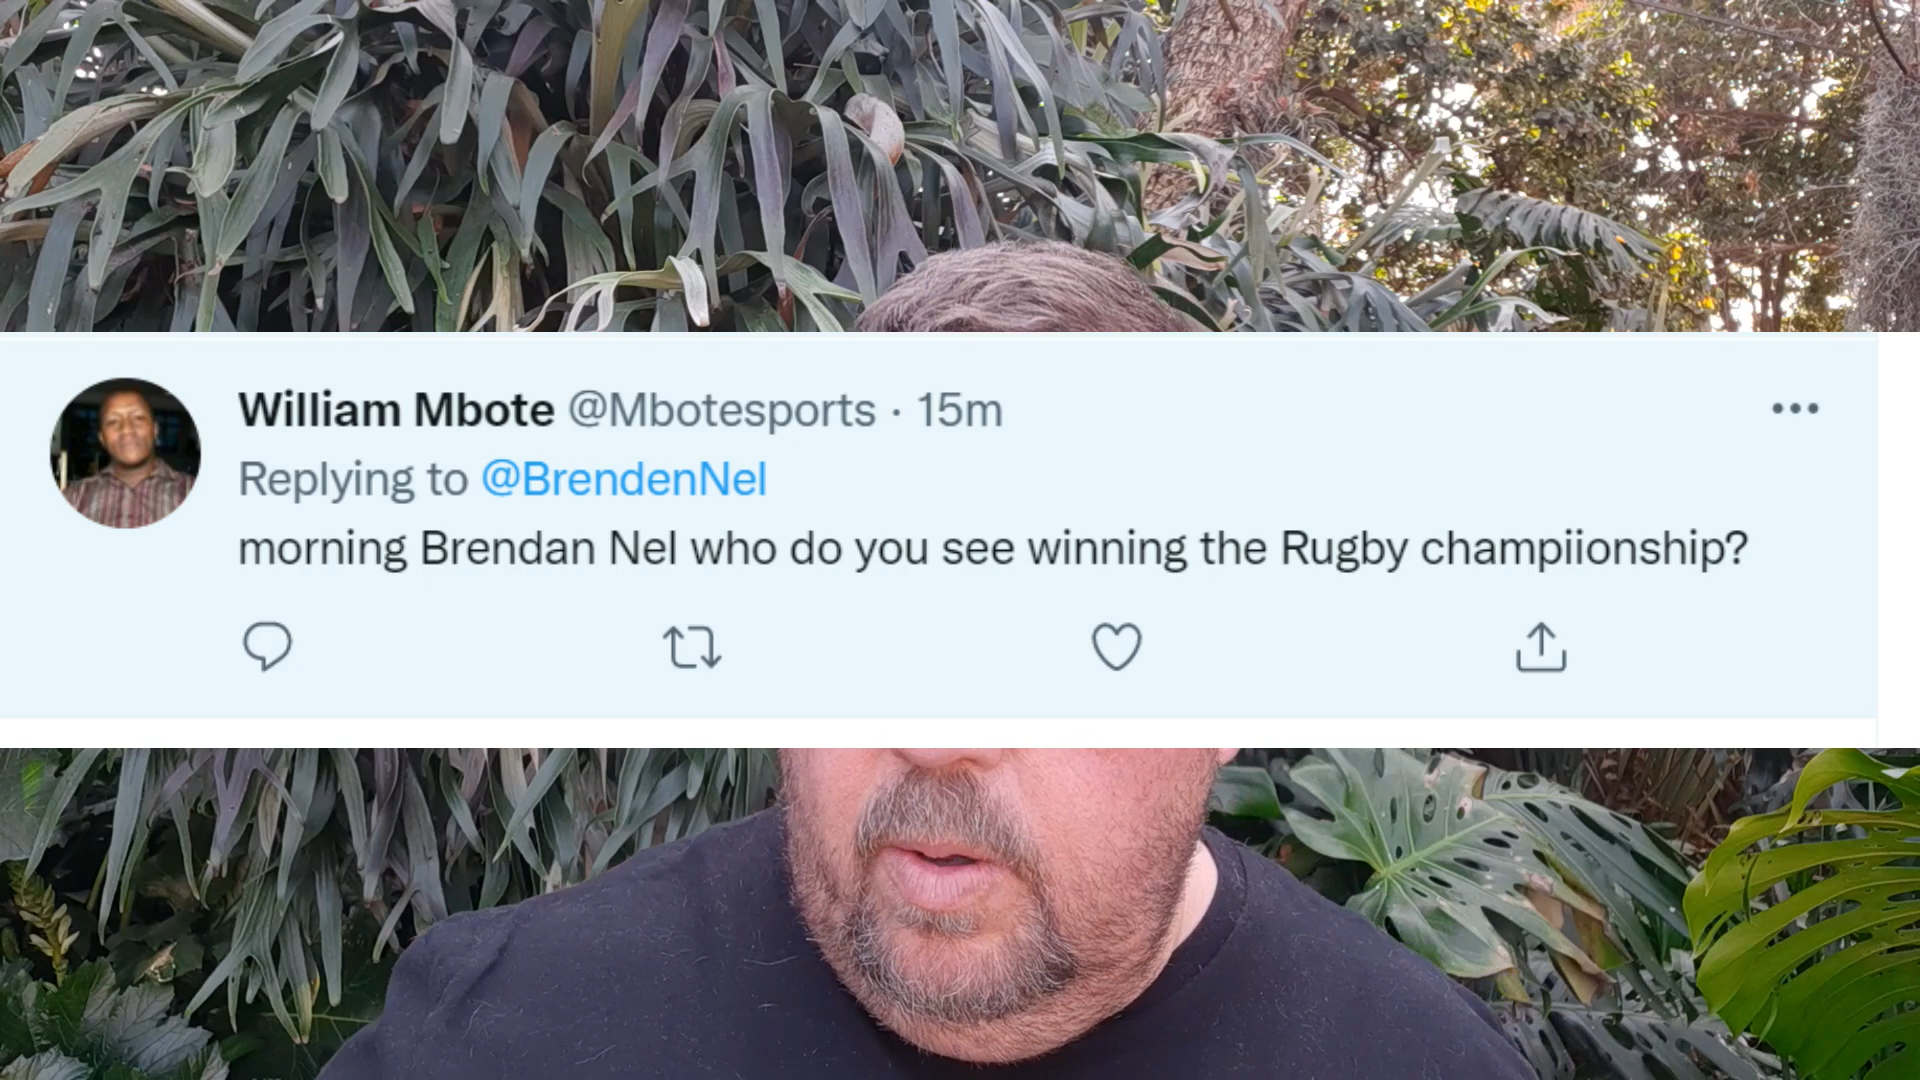 William Mbote @Mbotesports · 15m
Replying to @BrendenNel
morning Brendan Nel who do you see winning the Rugby champiionship?